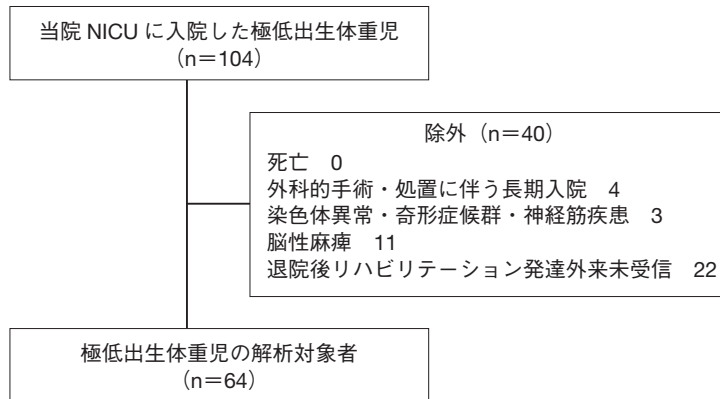 当院 NICU に入院した極低出生体重児
（n＝104）
除外（n＝40）
死亡　0
外科的手術・処置に伴う長期入院　4
染色体異常・奇形症候群・神経筋疾患　3
脳性麻痺　11
退院後リハビリテーション発達外来未受信　22
極低出生体重児の解析対象者
（n＝64）